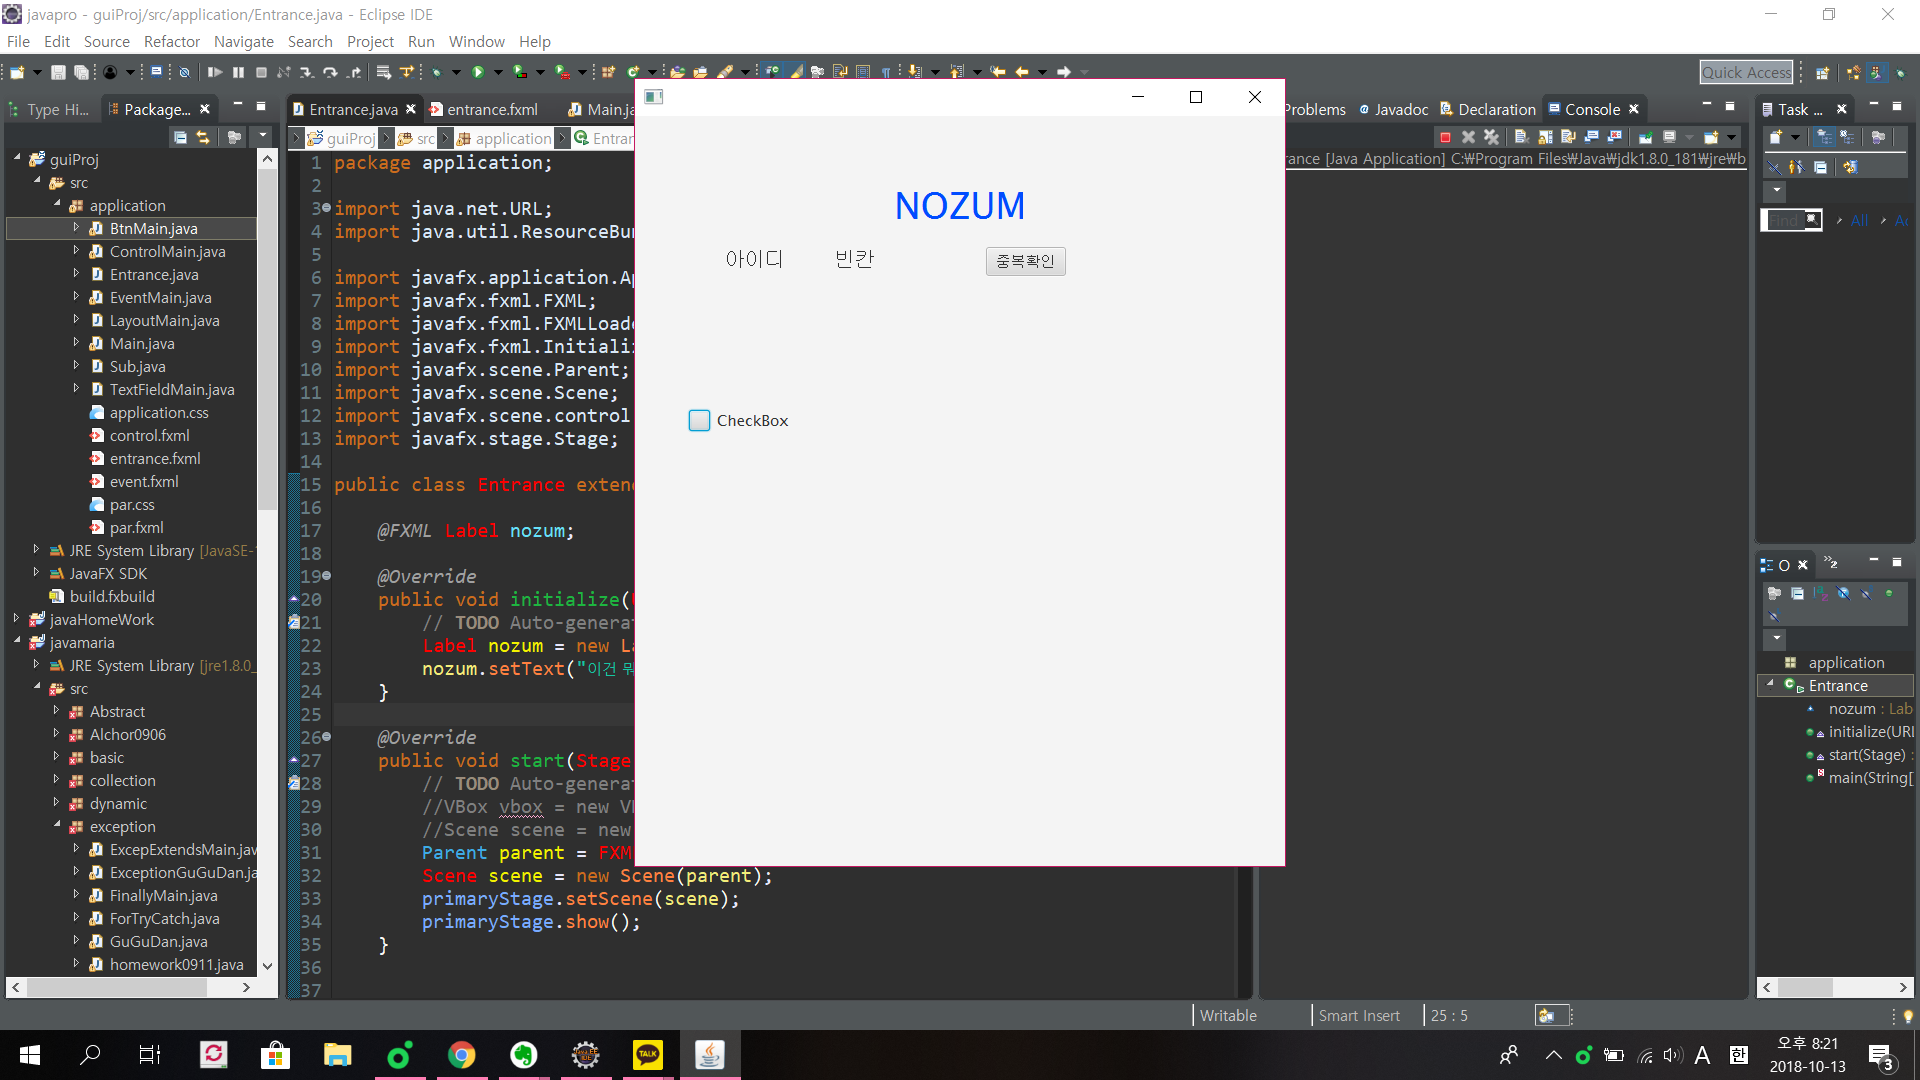 javapro - guiProj/src/application/Entrance.java - Eclipse IDE
File Edit Source Refactor Navigate Search Project Run Window Help
Quick Access
Type Hi... Package...
Entrance.java entrance.fxml Main.ja
Problems Javadoc Declaration Console
Task ...
guiProj src application Entran
rance [Java Application] C:₩Program Files₩Java₩jdk1.8.0_181₩jre₩b
Find All Ac
guiProj
src
application
BtnMain.java
ControlMain.java
Entrance.java
EventMain.java
LayoutMain.java
Main.java
Sub.java
TextFieldMain.java
application.css
control.fxml
entrance.fxml
event.fxml
par.css
par.fxml
JRE System Library [JavaSE-
JavaFX SDK
build.fxbuild
javaHomeWork
javamaria
JRE System Library [jre1.8.0_
src
Abstract
Alchor0906
basic
collection
dynamic
exception
ExcepExtendsMain.jav
ExceptionGuGuDan.ja
FinallyMain.java
ForTryCatch.java
GuGuDan.java
homework0911.java
1 package application;
2
3 import java.net.URL;
4 import java.util.ResourceBu
5
6 import javafx.application.A
7 import javafx.fxml.FXML;
8 import javafx.fxml.FXMLLoad
9 import javafx.fxml.Initiali
10 import javafx.scene.Parent;
11 import javafx.scene.Scene;
12 import javafx.scene.control
13 import javafx.stage.Stage;
14
15 public class Entrance exten
16
17 @FXML Label nozum;
18
19 @Override
20 public void initialize(
21 // TODO Auto-genera
22 Label nozum = new La
23 nozum.setText("이건 뭐
24 }
25
26 @Override
27 public void start(Stage
28 // TODO Auto-genera
29 //VBox vbox = new V
30 //Scene scene = new
31 Parent parent = FXM
32 Scene scene = new Scene(parent);
33 primaryStage.setScene(scene);
34 primaryStage.show();
35 }
36
37
NOZUM
아이디 빈칸 중복확인
CheckBox
O
2
application
Entrance
nozum : Lab
initialize(URL
start(Stage)
main(String[
Writable Smart Insert 25 : 5
TALK
A 한
오후 8:21
2018-10-13
3